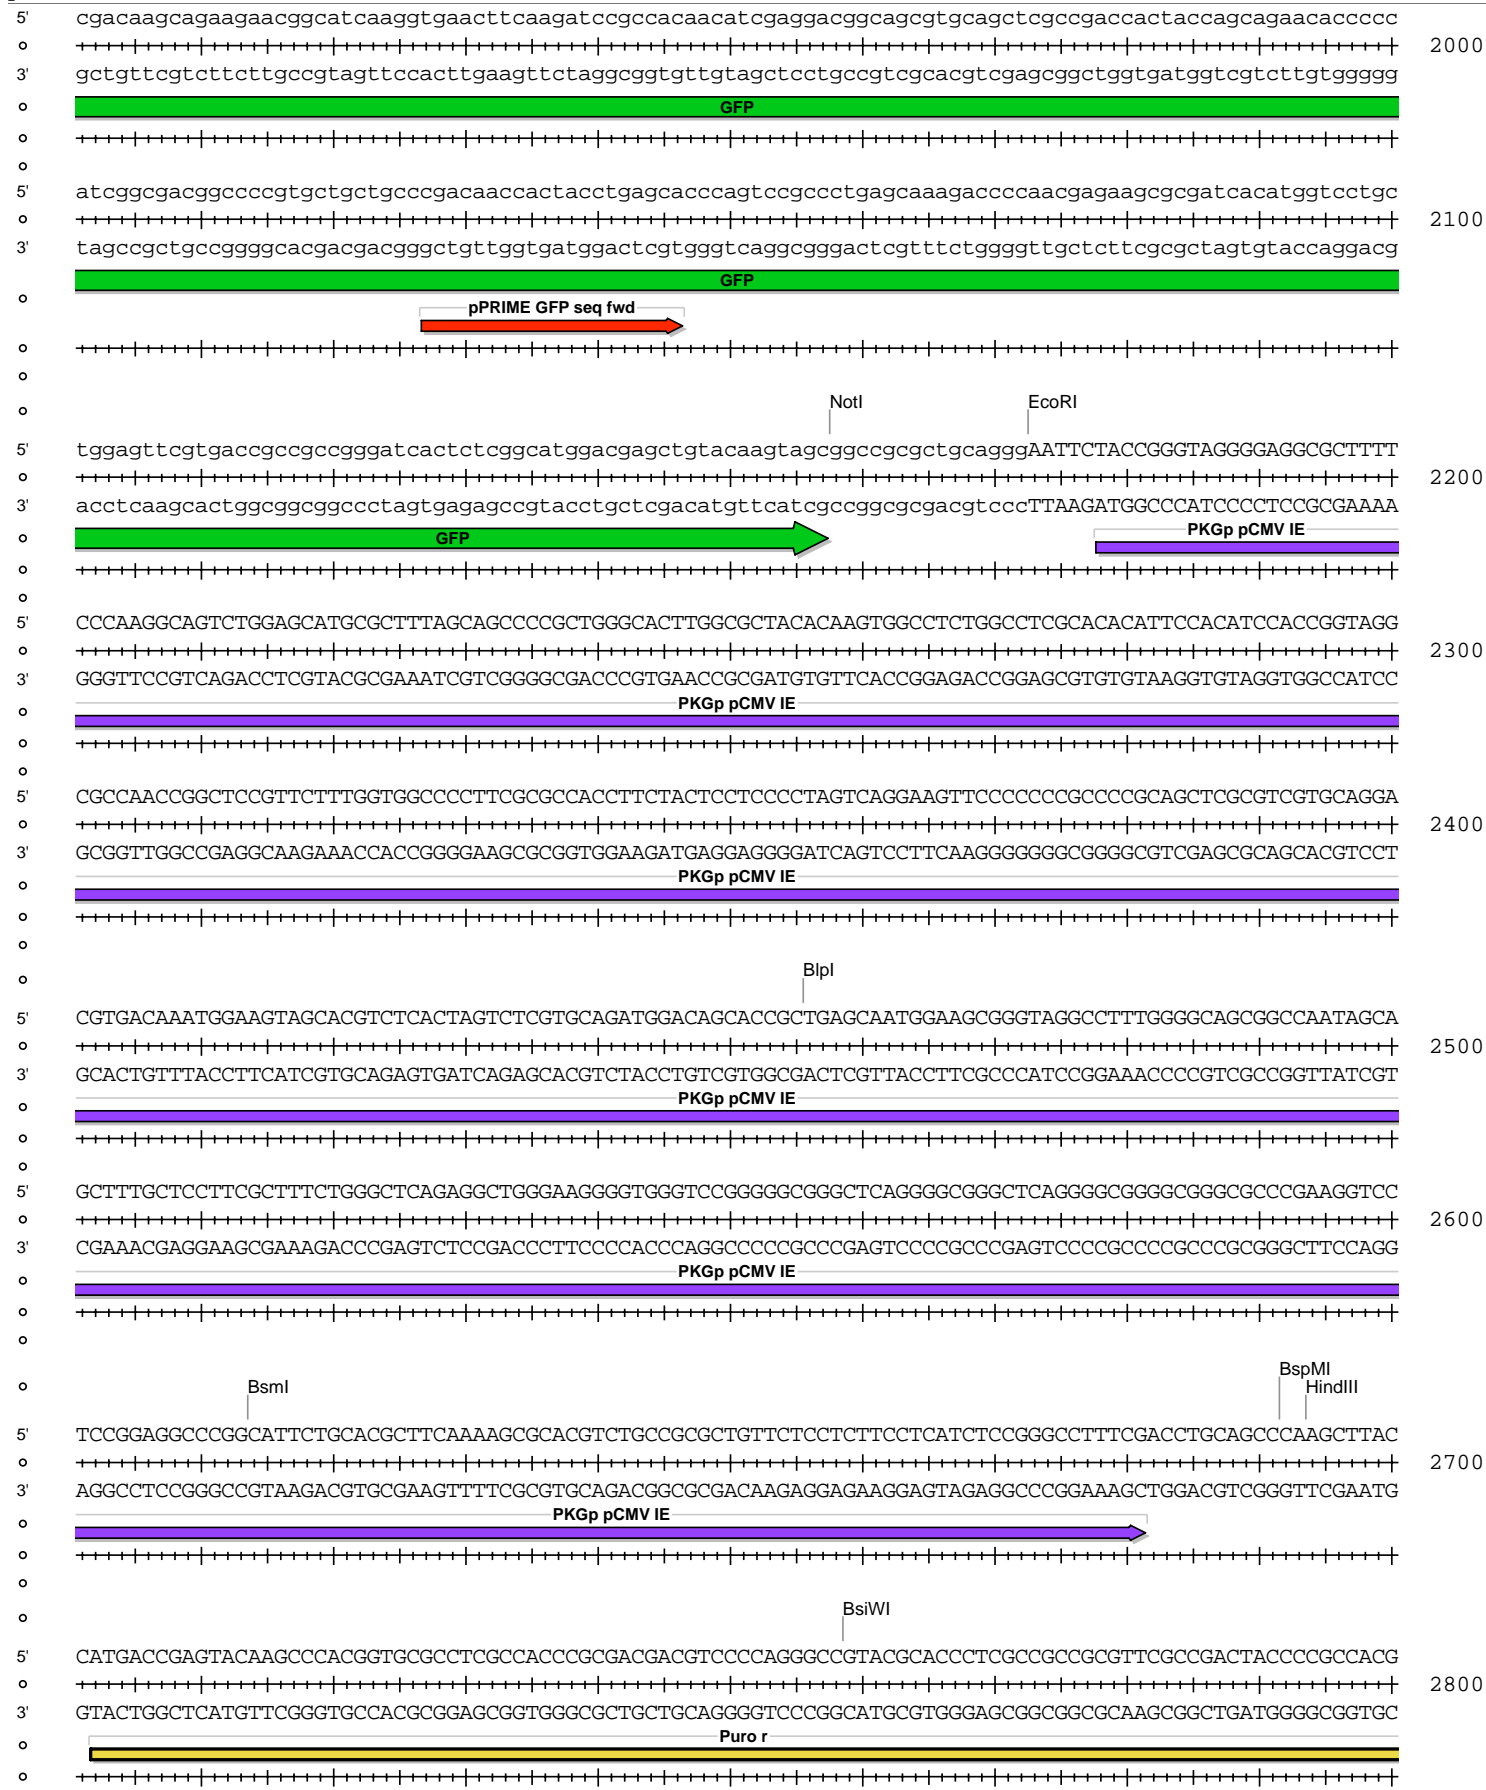 5' cgacaagcagaagaacggcatcaaggtgaacttcaagatccgccacaacatcgaggacggcagcgtgcagctcgccgaccactaccagcagaacaccccc
2000
3' gctgttcgtcttcttgccgtagttccacttgaagttctaggcggtgttgtagctcctgccgtcgcacgtcgagcggctggtgatggtcgtcttgtggggg
GFP
5' atcggcgacggccccgtgctgctgcccgacaaccactacctgagcacccagtccgccctgagcaaagaccccaacgagaagcgcgatcacatggtcctgc
2100
3' tagccgctgccggggcacgacgacgggctgttggtgatggactcgtgggtcaggcgggactcgtttctggggttgctcttcgcgctagtgtaccaggacg
GFP
pPRIME GFP seq fwd
NotI EcoRI
5' tggagttcgtgaccgccgccgggatcactctcggcatggacgagctgtacaagtagcggccgcgctgcagggAATTCTACCGGGTAGGGGAGGCGCTTTT
2200
3' acctcaagcactggcggcggccctagtgagagccgtacctgctcgacatgttcatcgccggcgcgacgtcccTTAAGATGGCCCATCCCCTCCGCGAAAA
GFP PKGp pCMV IE
5' CCCAAGGCAGTCTGGAGCATGCGCTTTAGCAGCCCCGCTGGGCACTTGGCGCTACACAAGTGGCCTCTGGCCTCGCACACATTCCACATCCACCGGTAGG
2300
3' GGGTTCCGTCAGACCTCGTACGCGAAATCGTCGGGGCGACCCGTGAACCGCGATGTGTTCACCGGAGACCGGAGCGTGTGTAAGGTGTAGGTGGCCATCC
PKGp pCMV IE
5' CGCCAACCGGCTCCGTTCTTTGGTGGCCCCTTCGCGCCACCTTCTACTCCTCCCCTAGTCAGGAAGTTCCCCCCCGCCCCGCAGCTCGCGTCGTGCAGGA
2400
3' GCGGTTGGCCGAGGCAAGAAACCACCGGGGAAGCGCGGTGGAAGATGAGGAGGGGATCAGTCCTTCAAGGGGGGGCGGGGCGTCGAGCGCAGCACGTCCT
PKGp pCMV IE
BlpI
5' CGTGACAAATGGAAGTAGCACGTCTCACTAGTCTCGTGCAGATGGACAGCACCGCTGAGCAATGGAAGCGGGTAGGCCTTTGGGGCAGCGGCCAATAGCA
2500
3' GCACTGTTTACCTTCATCGTGCAGAGTGATCAGAGCACGTCTACCTGTCGTGGCGACTCGTTACCTTCGCCCATCCGGAAACCCCGTCGCCGGTTATCGT
PKGp pCMV IE
5' GCTTTGCTCCTTCGCTTTCTGGGCTCAGAGGCTGGGAAGGGGTGGGTCCGGGGGCGGGCTCAGGGGCGGGCTCAGGGGCGGGGCGGGCGCCCGAAGGTCC
2600
3' CGAAACGAGGAAGCGAAAGACCCGAGTCTCCGACCCTTCCCCACCCAGGCCCCCGCCCGAGTCCCCGCCCGAGTCCCCGCCCCGCCCGCGGGCTTCCAGG
PKGp pCMV IE
BsmI BspMI
HindIII
5' TCCGGAGGCCCGGCATTCTGCACGCTTCAAAAGCGCACGTCTGCCGCGCTGTTCTCCTCTTCCTCATCTCCGGGCCTTTCGACCTGCAGCCCAAGCTTAC
2700
3' AGGCCTCCGGGCCGTAAGACGTGCGAAGTTTTCGCGTGCAGACGGCGCGACAAGAGGAGAAGGAGTAGAGGCCCGGAAAGCTGGACGTCGGGTTCGAATG
PKGp pCMV IE
BsiWI
5' CATGACCGAGTACAAGCCCACGGTGCGCCTCGCCACCCGCGACGACGTCCCCAGGGCCGTACGCACCCTCGCCGCCGCGTTCGCCGACTACCCCGCCACG
2800
3' GTACTGGCTCATGTTCGGGTGCCACGCGGAGCGGTGGGCGCTGCTGCAGGGGTCCCGGCATGCGTGGGAGCGGCGGCGCAAGCGGCTGATGGGGCGGTGC
Puro r